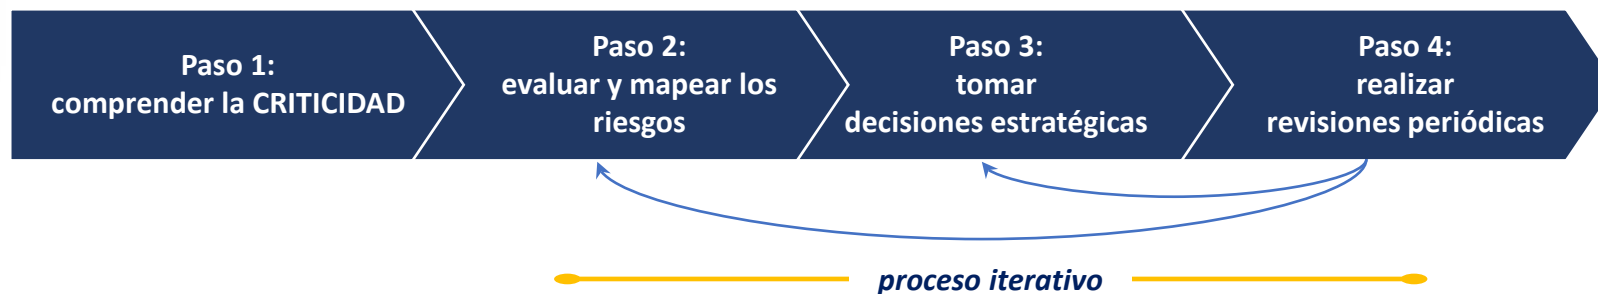 Paso 1:
comprender la CRITICIDAD
Paso 2:
evaluar y mapear los
riesgos
Paso 3:
tomar
decisiones estratégicas
Paso 4:
realizar
revisiones periódicas
proceso iterativo